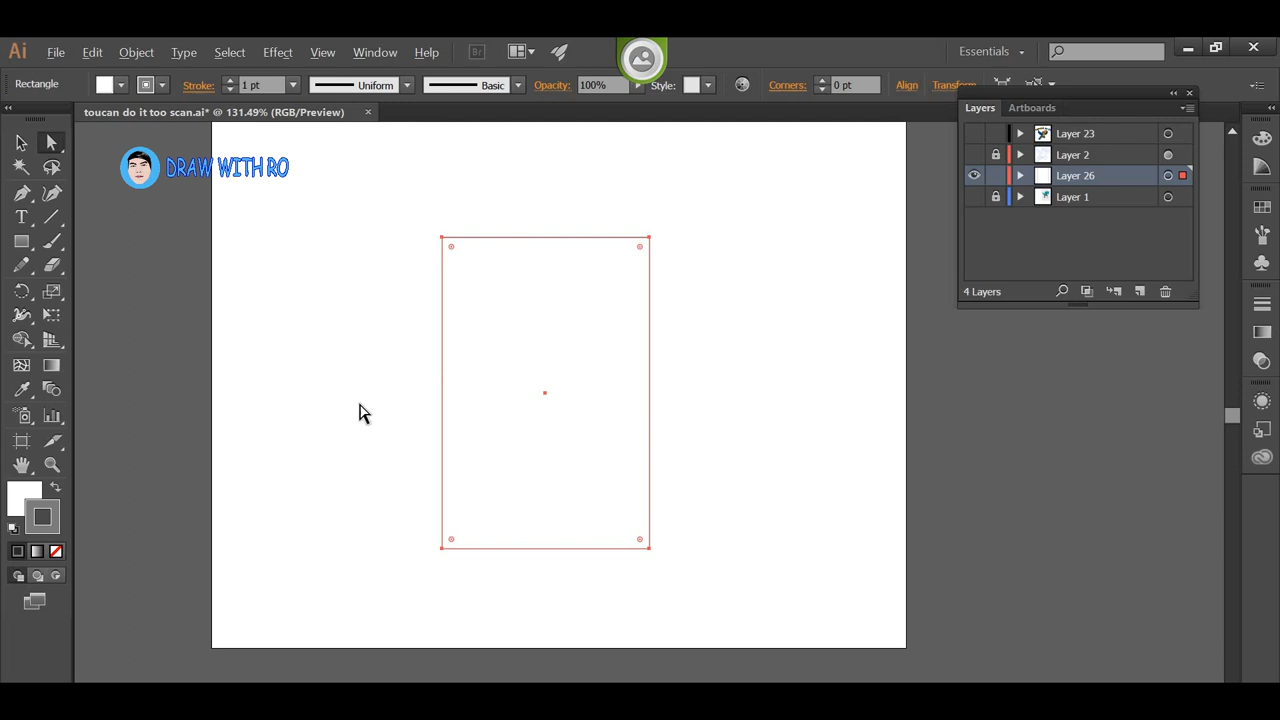 Ai File Edit Object Type Select Effect View Window Help Br Essentials
Rectangle Stroke: 1 pt Uniform Basic Opacity: 100% Style: Corners: 0 pt Align Transform
toucan do it too scan.ai* @ 131.49% (RGB/Preview)
Layers Artboards
Layer 23
Layer 2
Layer 26
Layer 1
4 Layers
DRAW WITH RO
T